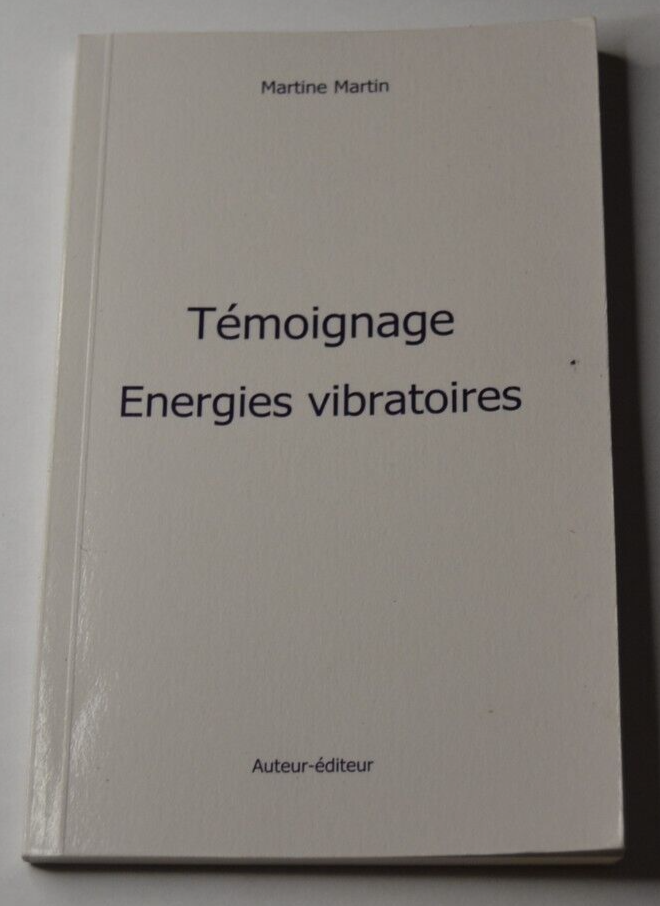 Martine Martin
Témoignage
Energies vibratoires
Auteur-éditeur